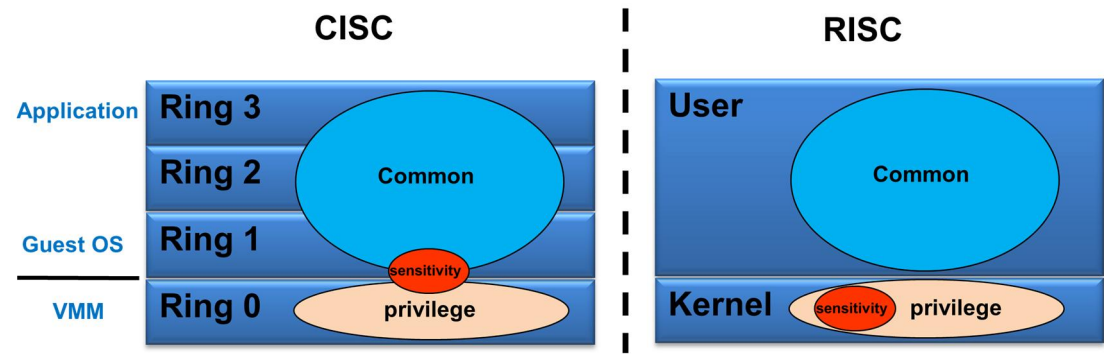 CISC
RISC
Application
Ring 3
User
Ring 2
Common
Common
Guest OS
Ring 1
sensitivity
VMM
Ring 0
privilege
Kernel
sensitivity
privilege